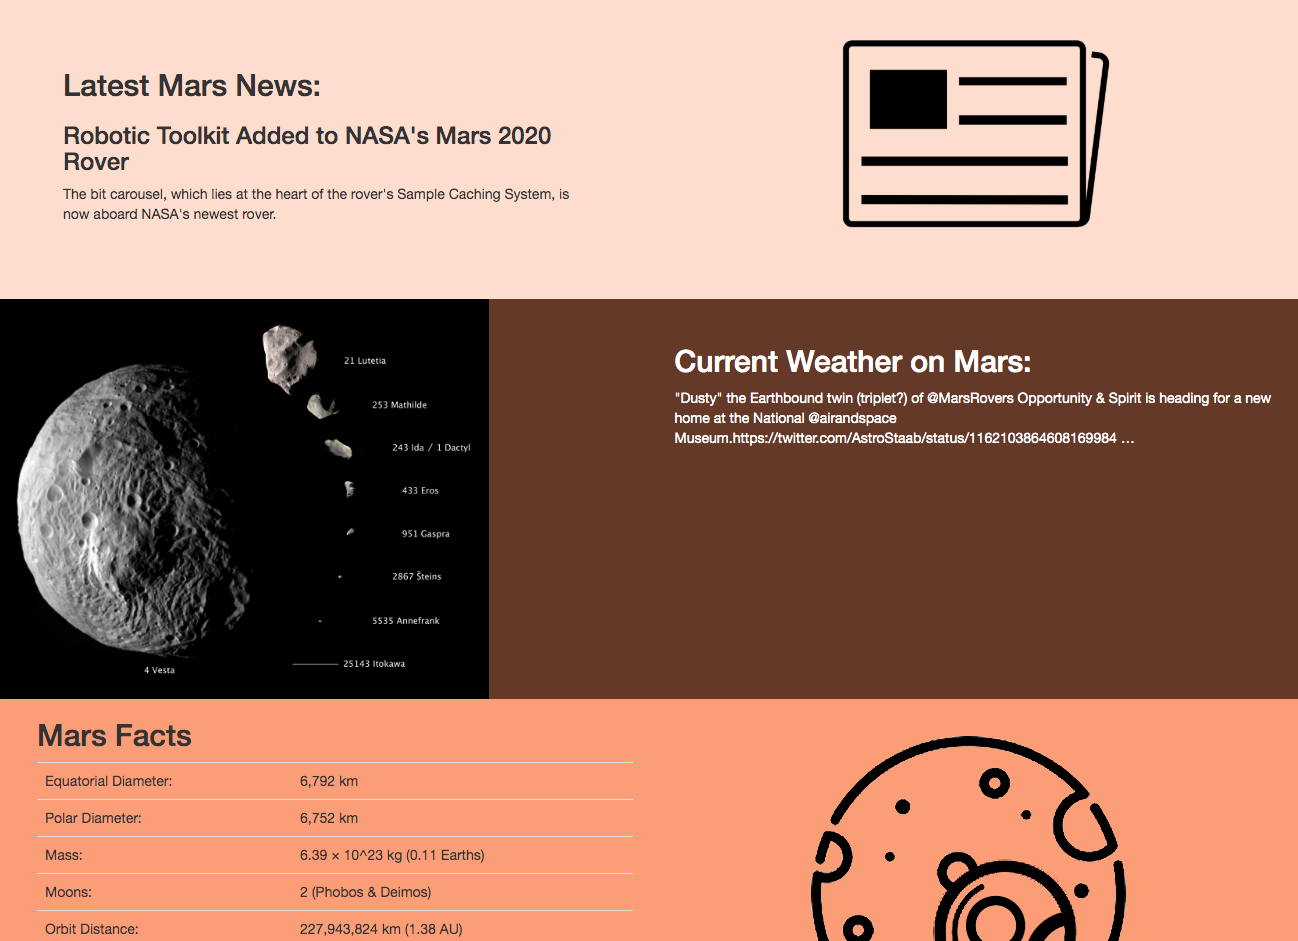 Latest Mars News:
Robotic Toolkit Added to NASA's Mars 2020
Rover
The bit carousel, which lies at the heart of the rover's Sample Caching System, is
now aboard NASA's newest rover.
21 Lutetia
253 Mathilde
243 Ida / 1 Dactyl
433 Eros
951 Gaspra
2867 Šteins
5535 Annefrank
25143 Itokawa
4 Vesta
Current Weather on Mars:
"Dusty" the Earthbound twin (triplet?) of @MarsRovers Opportunity & Spirit is heading for a new
home at the National @airandspace
Museum.https://twitter.com/AstroStaab/status/1162103864608169984 …
Mars Facts
Equatorial Diameter: 6,792 km
Polar Diameter: 6,752 km
Mass: 6.39 × 10^23 kg (0.11 Earths)
Moons: 2 (Phobos & Deimos)
Orbit Distance: 227,943,824 km (1.38 AU)